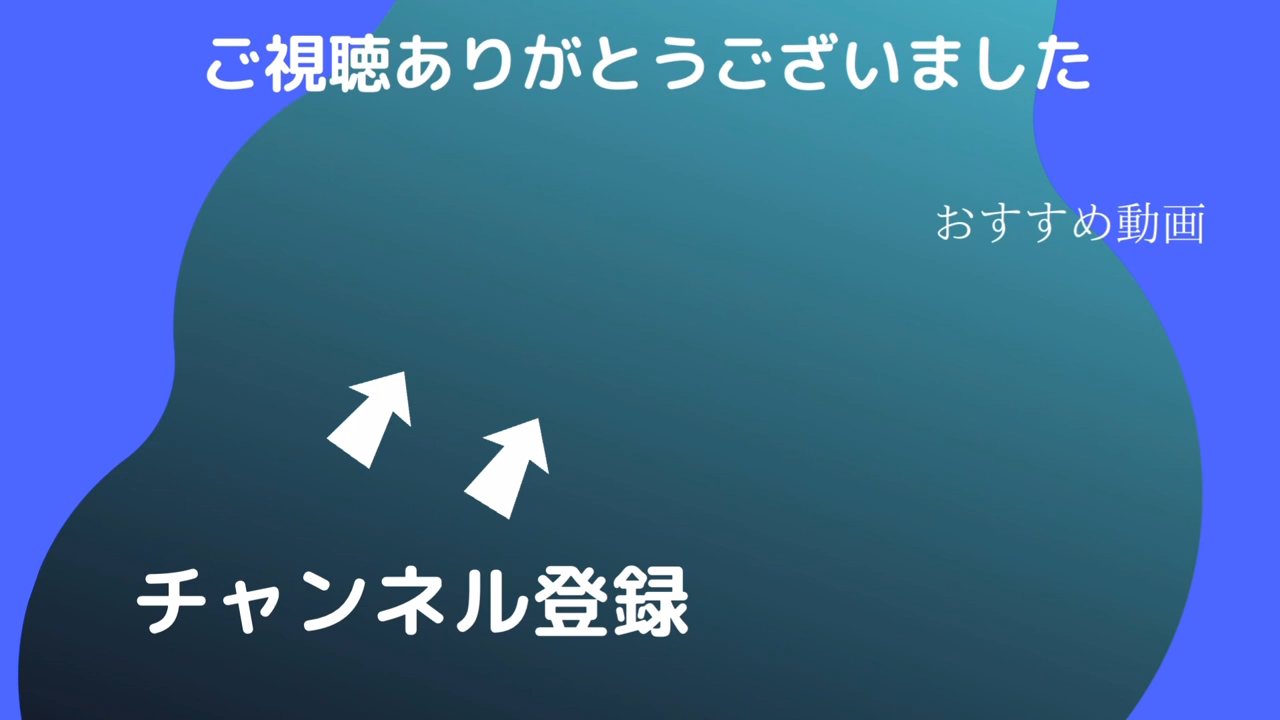 ご視聴ありがとうございました
おすすめ動画
チャンネル登録